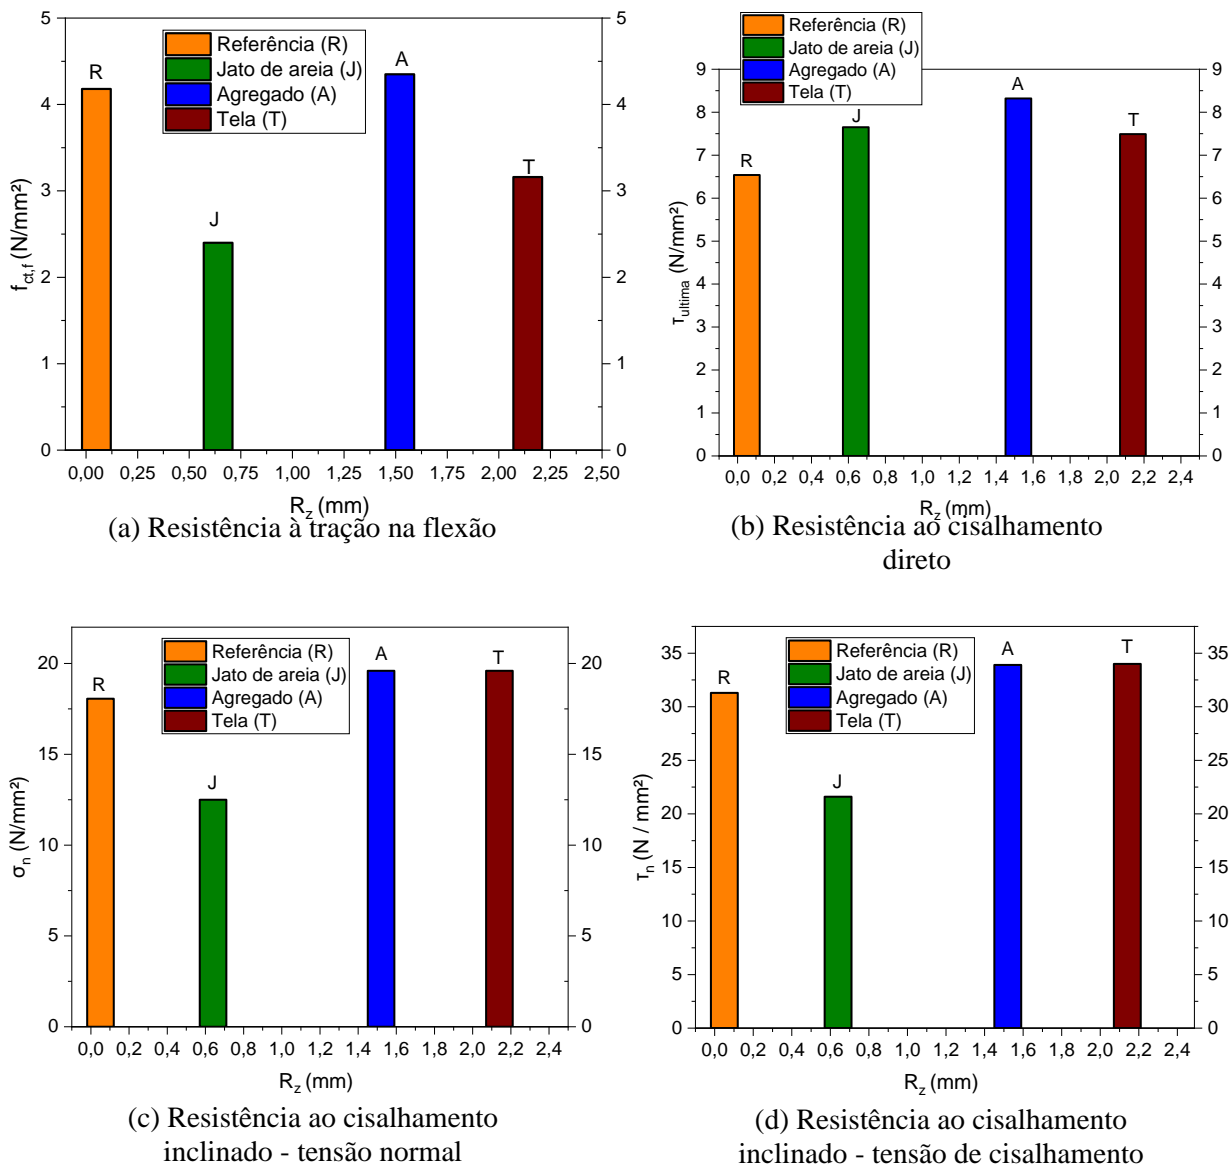 5
4
3
2
1
0
f_ct,f (N/mm²)
Referência (R)
Jato de areia (J)
Agregado (A)
Tela (T)
R
J
A
T
5
4
3
2
1
0
0,00 0,25 0,50 0,75 1,00 1,25 1,50 1,75 2,00 2,25 2,50
R_z (mm)
(a) Resistência à tração na flexão
9
8
7
6
5
4
3
2
1
0
τ_ultima (N/mm²)
Referência (R)
Jato de areia (J)
Agregado (A)
Tela (T)
R
J
A
T
9
8
7
6
5
4
3
2
1
0
0,0 0,2 0,4 0,6 0,8 1,0 1,2 1,4 1,6 1,8 2,0 2,2 2,4
R_z (mm)
(b) Resistência ao cisalhamento
direto
20
15
10
5
0
σ_n (N/mm²)
Referência (R)
Jato de areia (J)
Agregado (A)
Tela (T)
R
J
A
T
20
15
10
5
0
0,0 0,2 0,4 0,6 0,8 1,0 1,2 1,4 1,6 1,8 2,0 2,2 2,4
R_z (mm)
(c) Resistência ao cisalhamento
inclinado - tensão normal
35
30
25
20
15
10
5
0
τ_n (N / mm²)
Referência (R)
Jato de areia (J)
Agregado (A)
Tela (T)
R
J
A
T
35
30
25
20
15
10
5
0
0,0 0,2 0,4 0,6 0,8 1,0 1,2 1,4 1,6 1,8 2,0 2,2 2,4
R_z (mm)
(d) Resistência ao cisalhamento
inclinado - tensão de cisalhamento